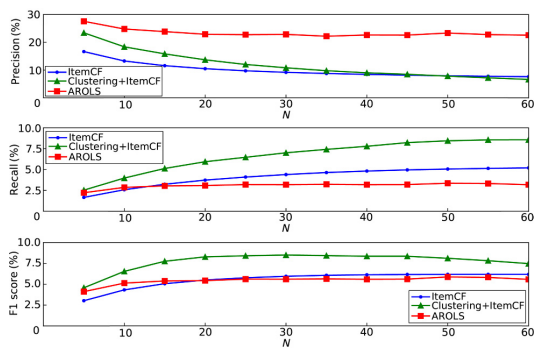 30
20
10
0
Precision (%)
ItemCF
Clustering+ItemCF
AROLS
10 20 30 40 50 60
N
10.0
7.5
5.0
2.5
0
Recall (%)
ItemCF
Clustering+ItemCF
AROLS
10 20 30 40 50 60
N
10.0
7.5
5.0
2.5
0
F1 score (%)
ItemCF
Clustering+ItemCF
AROLS
10 20 30 40 50 60
N